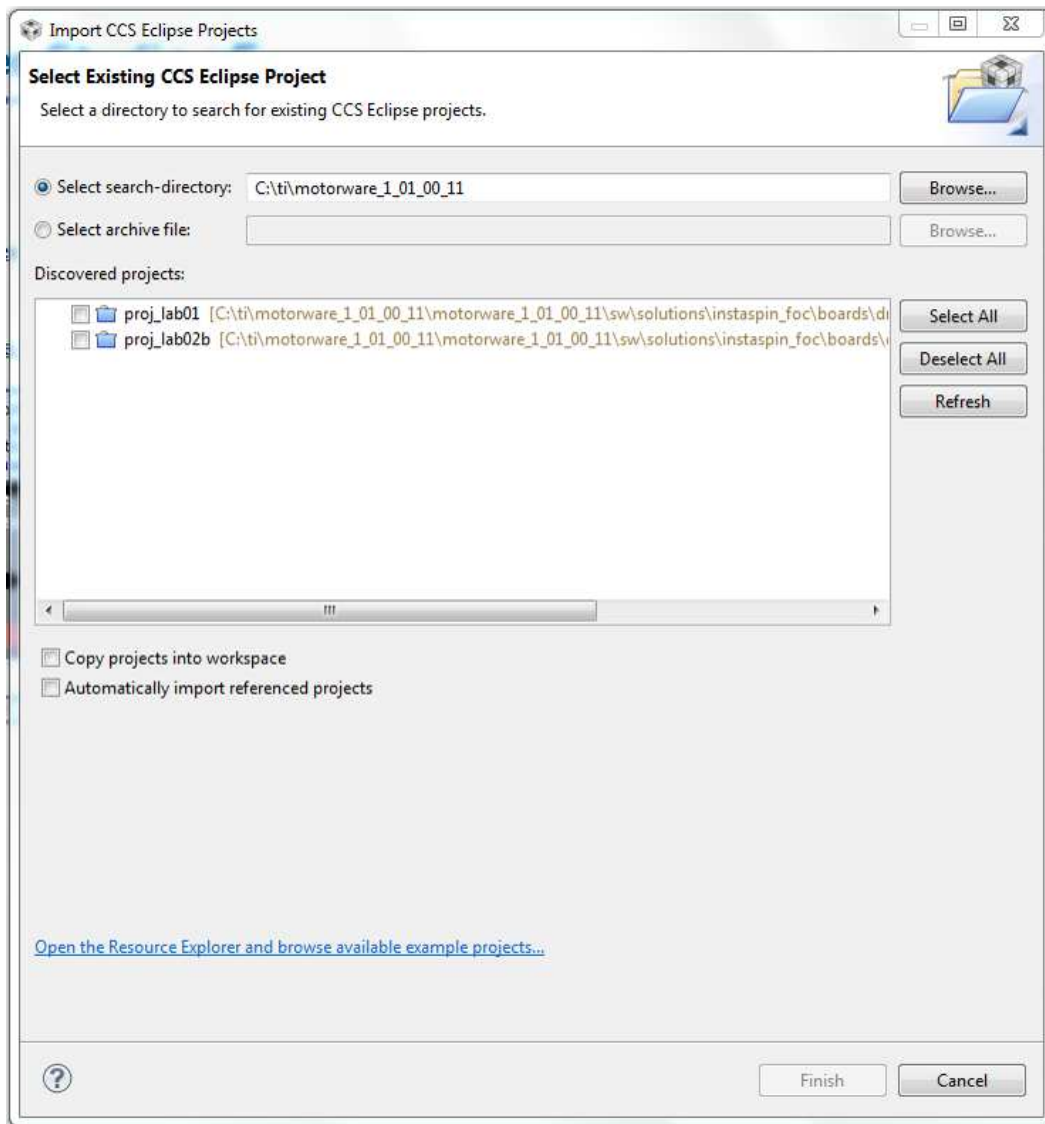 Import CCS Eclipse Projects
Select Existing CCS Eclipse Project
Select a directory to search for existing CCS Eclipse projects.
Select search-directory: C:\ti\motorware_1_01_00_11 Browse...
Select archive file: Browse...
Discovered projects:
proj_lab01 [C:\ti\motorware_1_01_00_11\motorware_1_01_00_11\sw\solutions\instaspin_foc\boards\d Select All
proj_lab02b [C:\ti\motorware_1_01_00_11\motorware_1_01_00_11\sw\solutions\instaspin_foc\boards\
Deselect All
Refresh
Copy projects into workspace
Automatically import referenced projects
Open the Resource Explorer and browse available example projects...
? Finish Cancel